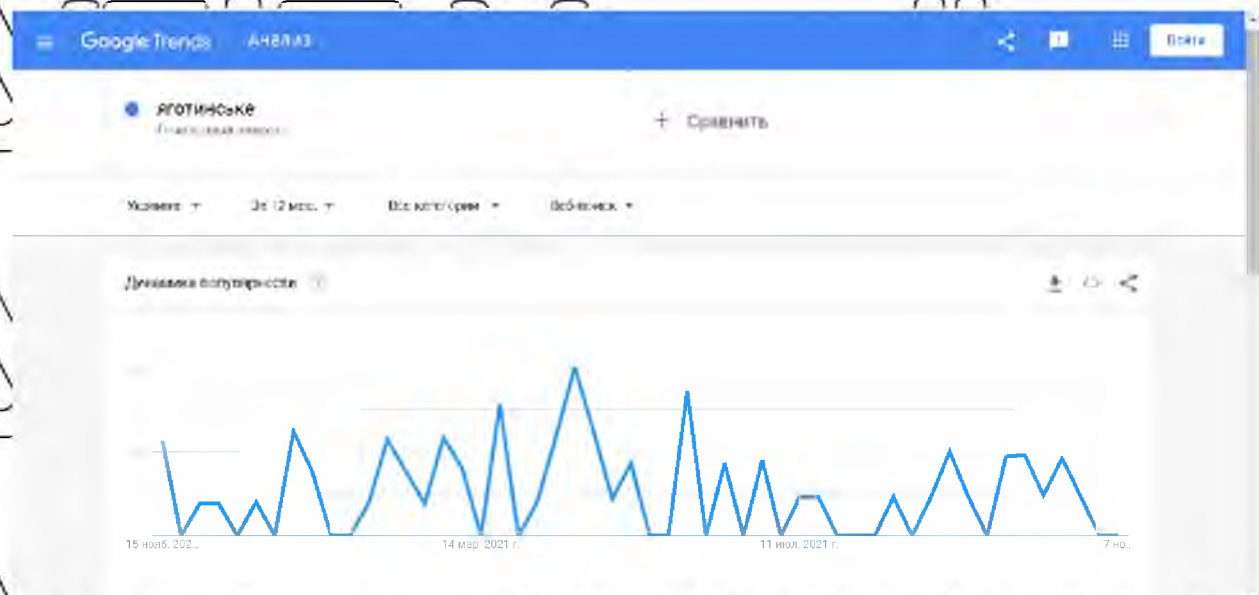 Google Trends Анализ
Войти
яготинське
+ Сравнить
Украина За 12 мес. Все категории Веб-поиск
Динамика популярности
15 нояб. 202...
14 мар. 2021 г.
11 июл. 2021 г.
7 но...